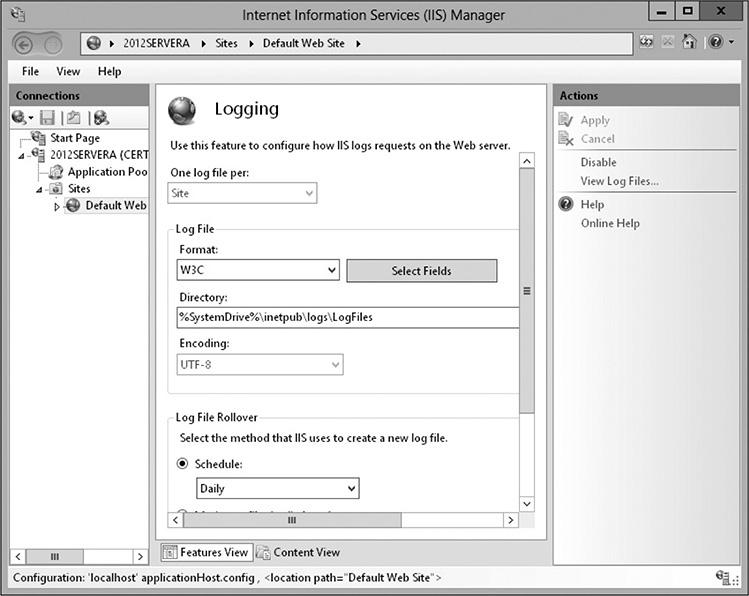 Internet Information Services (IIS) Manager
2012SERVERA
Sites
Default Web Site
File View Help
Connections
Start Page
2012SERVERA (CERT
Application Poo
Sites
Default Web
Logging
Use this feature to configure how IIS logs requests on the Web server.
One log file per:
Site
Log File
Format:
W3C
Select Fields
Directory:
%SystemDrive%\inetpub\logs\LogFiles
Encoding:
UTF-8
Log File Rollover
Select the method that IIS uses to create a new log file.
Schedule:
Daily
Features View
Content View
Actions
Apply
Cancel
Disable
View Log Files...
Help
Online Help
Configuration: 'localhost' applicationHost.config , <location path="Default Web Site">